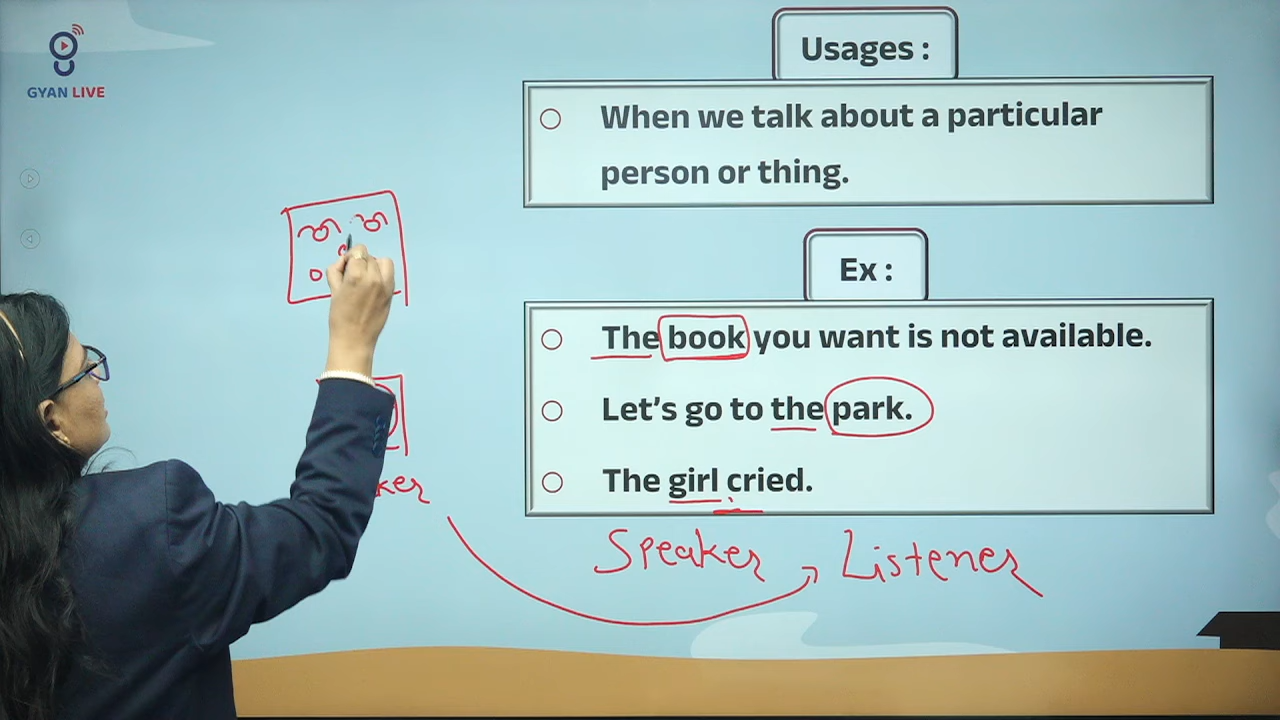 GYAN LIVE
Usages :
When we talk about a particular
person or thing.
Ex :
The book you want is not available.
Let's go to the park.
The girl cried.
Speaker Listener